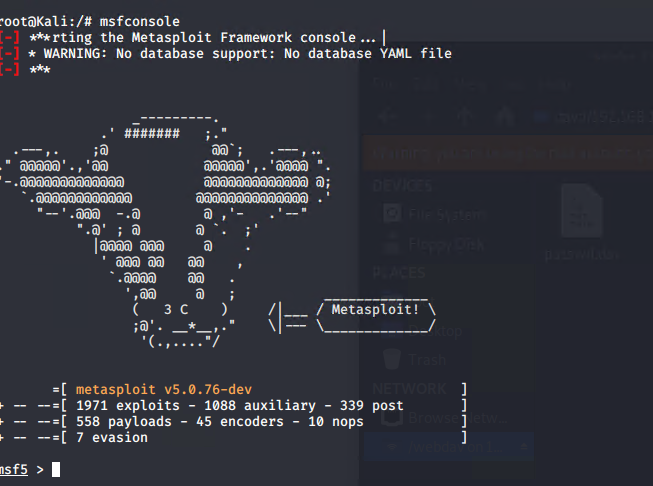 root@Kali:/# msfconsole
[-] ***rting the Metasploit Framework console...|
[-] * WARNING: No database support: No database YAML file
[-] ***
3 C
Metasploit!
=[ metasploit v5.0.76-dev ]
+ -- --=[ 1971 exploits - 1088 auxiliary - 339 post ]
+ -- --=[ 558 payloads - 45 encoders - 10 nops ]
+ -- --=[ 7 evasion ]
msf5 >
DEVICES
File System
Floppy Disk
PLACES
Trash
NETWORK